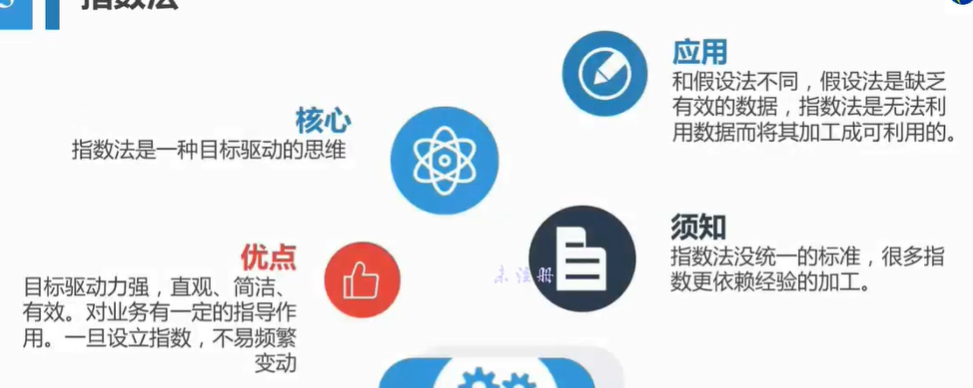 指数法
应用
和假设法不同，假设法是缺乏
有效的数据，指数法是无法利
用数据而将其加工成可利用的。
核心
指数法是一种目标驱动的思维
须知
指数法没统一的标准，很多指
数更依赖经验的加工。
优点
目标驱动力强，直观、简洁、
有效。对业务有一定的指导作
用。一旦设立指数，不易频繁
变动
未注册